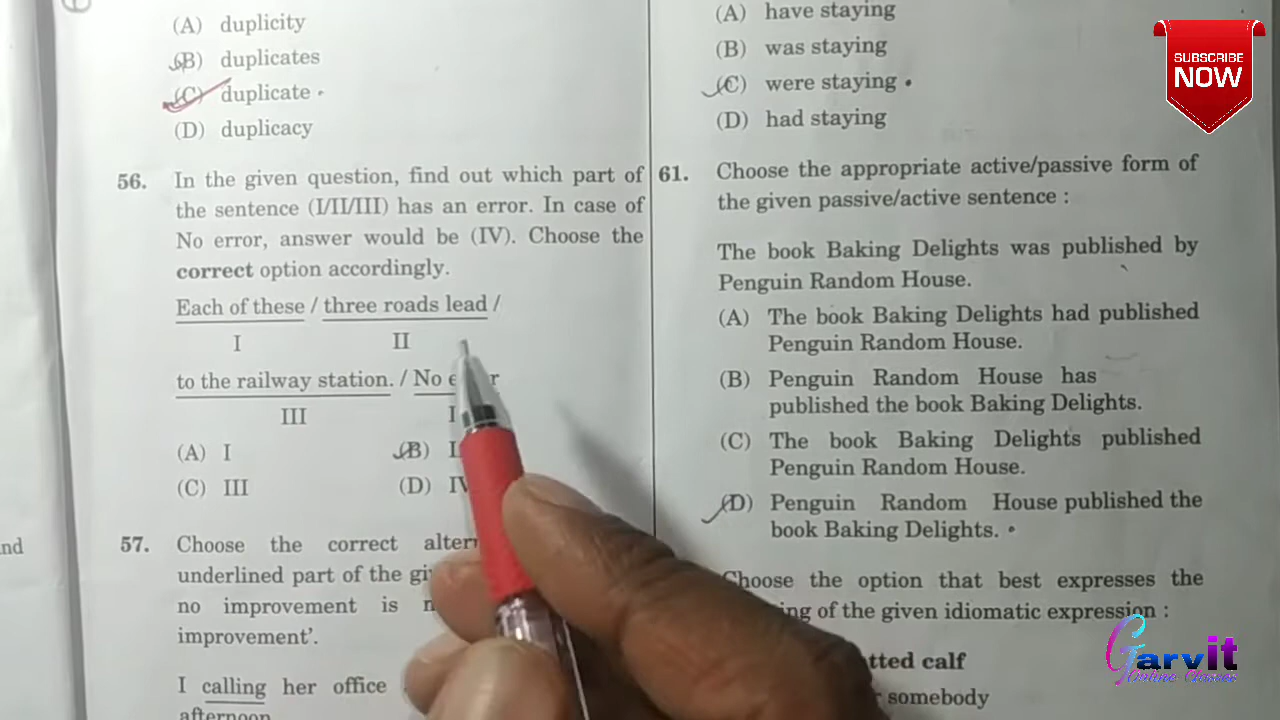 (A) duplicity
(B) duplicates
(C) duplicate
(D) duplicacy
56. In the given question, find out which part of
the sentence (I/II/III) has an error. In case of
No error, answer would be (IV). Choose the
correct option accordingly.
Each of these / three roads lead /
I II
to the railway station. / No
III
(A) I (B)
(C) III (D)
57. Choose the correct
underlined part of the
no improvement is
improvement'.
I calling her office
afternoon
nd
(A) have staying
(B) was staying
(C) were staying
(D) had staying
61. Choose the appropriate active/passive form of
the given passive/active sentence :
The book Baking Delights was published by
Penguin Random House.
(A) The book Baking Delights had published
Penguin Random House.
(B) Penguin Random House has
published the book Baking Delights.
(C) The book Baking Delights published
Penguin Random House.
(D) Penguin Random House published the
book Baking Delights.
Choose the option that best expresses the
of the given idiomatic expression :
calf
somebody
SUBSCRIBE
NOW
Garvit
Online Classes